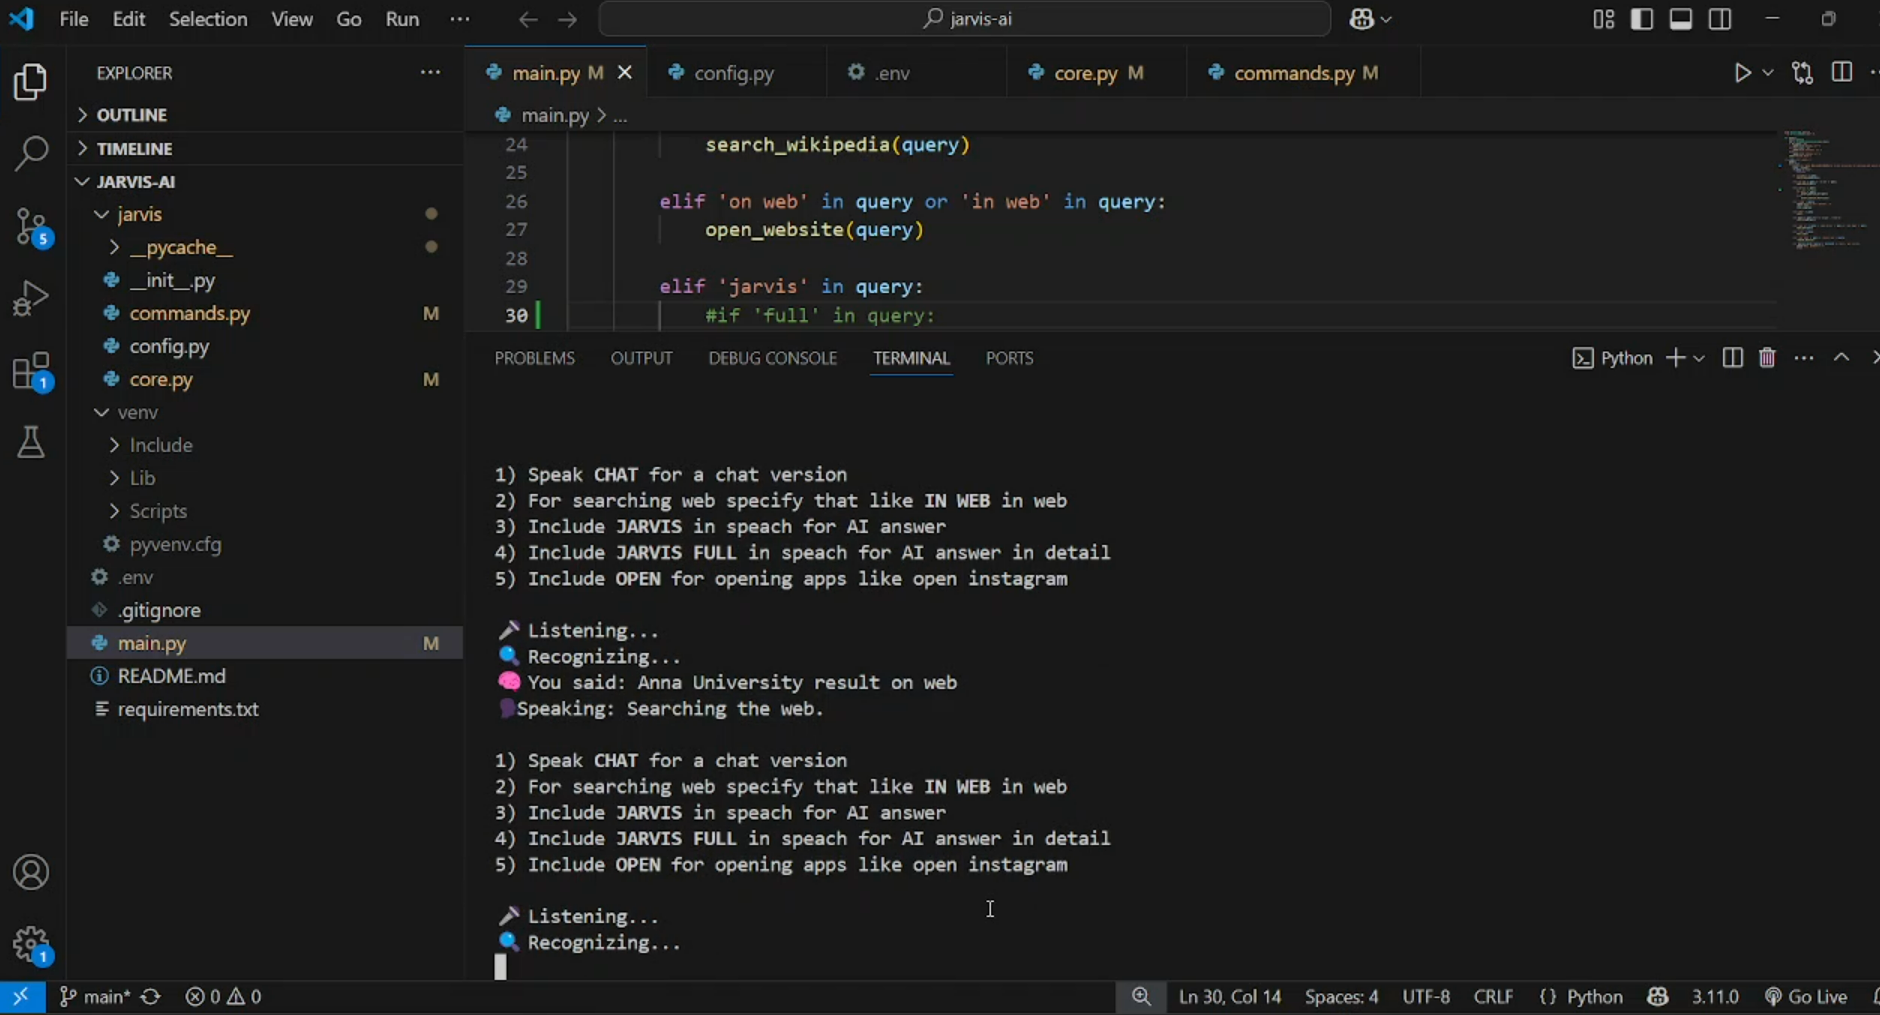 File Edit Selection View Go Run ...
jarvis-ai
EXPLORER ...
OUTLINE
TIMELINE
JARVIS-AI
jarvis
__pycache__
__init__.py
commands.py M
config.py
core.py M
venv
Include
Lib
Scripts
pyvenv.cfg
.env
.gitignore
main.py M
README.md
requirements.txt
5
1
1
main.py M config.py .env core.py M commands.py M
main.py > ...
24 search_wikipedia(query)
25
26 elif 'on web' in query or 'in web' in query:
27 open_website(query)
28
29 elif 'jarvis' in query:
30 #if 'full' in query:
PROBLEMS OUTPUT DEBUG CONSOLE TERMINAL PORTS Python
1) Speak CHAT for a chat version
2) For searching web specify that like IN WEB in web
3) Include JARVIS in speach for AI answer
4) Include JARVIS FULL in speach for AI answer in detail
5) Include OPEN for opening apps like open instagram
Listening...
Recognizing...
You said: Anna University result on web
Speaking: Searching the web.
1) Speak CHAT for a chat version
2) For searching web specify that like IN WEB in web
3) Include JARVIS in speach for AI answer
4) Include JARVIS FULL in speach for AI answer in detail
5) Include OPEN for opening apps like open instagram
Listening...
Recognizing...
main* 0 0 Ln 30, Col 14 Spaces: 4 UTF-8 CRLF {} Python 3.11.0 Go Live